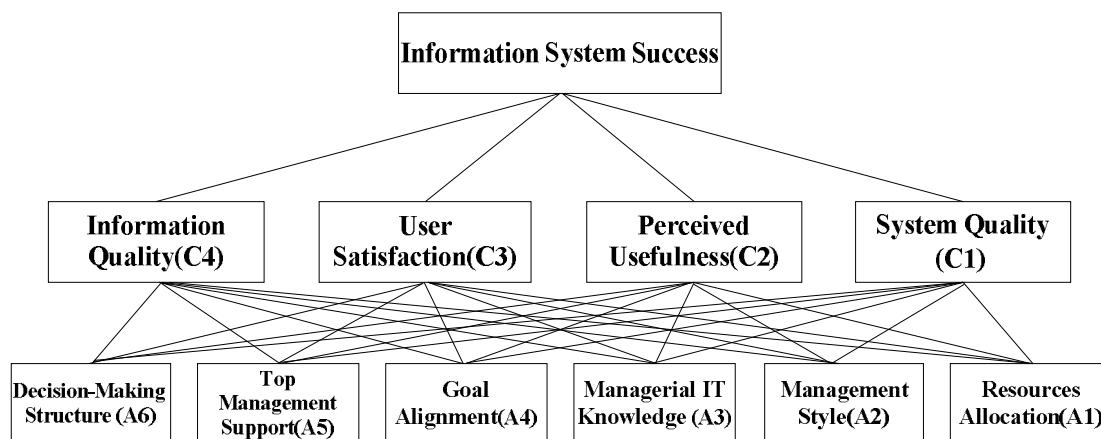 Information System Success
Information
Quality(C4)
User
Satisfaction(C3)
Perceived
Usefulness(C2)
System Quality
(C1)
Decision-Making
Structure (A6)
Top
Management
Support(A5)
Goal
Alignment(A4)
Managerial IT
Knowledge (A3)
Management
Style(A2)
Resources
Allocation(A1)